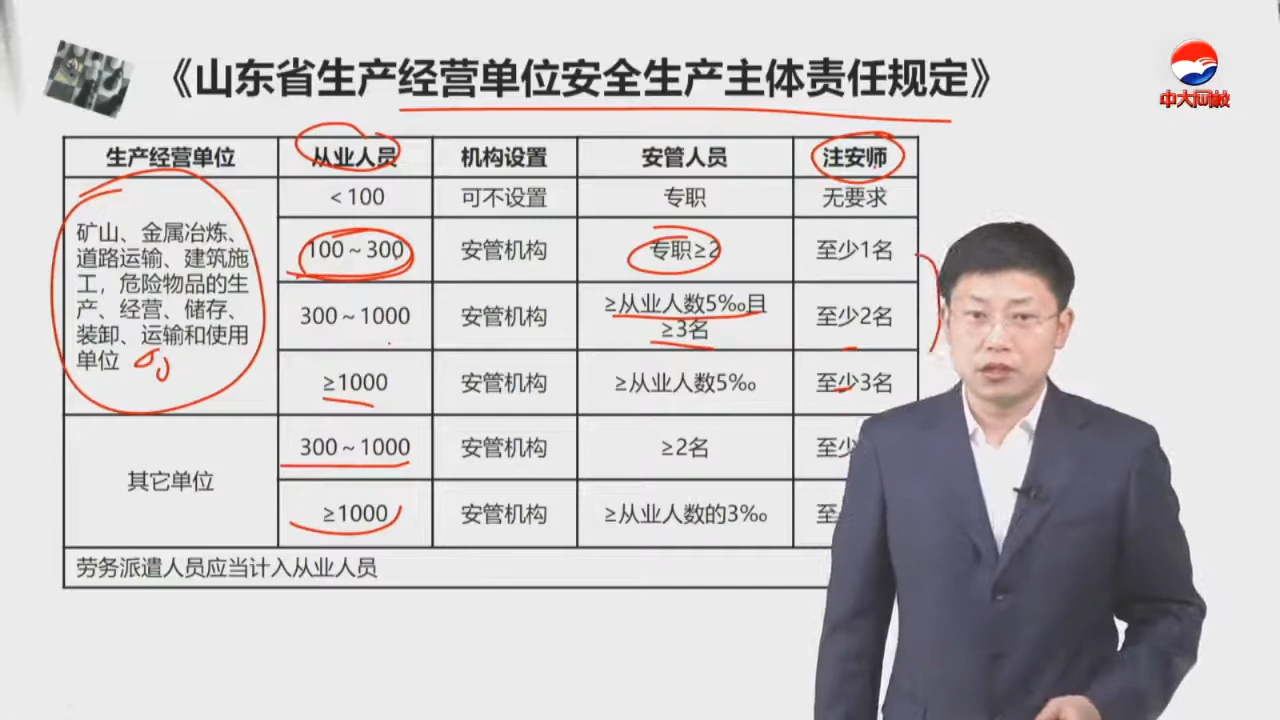 《山东省生产经营单位安全生产主体责任规定》
中大网校
生产经营单位 从业人员 机构设置 安管人员 注安师
矿山、金属冶炼、
道路运输、建筑施
工，危险物品的生
产、经营、储存、
装卸、运输和使用
单位
＜100 可不设置 专职 无要求
100～300 安管机构 专职≥2 至少1名
300～1000 安管机构 ≥从业人数5‰且
≥3名 至少2名
≥1000 安管机构 ≥从业人数5‰ 至少3名
其它单位
300～1000 安管机构 ≥2名 至少
≥1000 安管机构 ≥从业人数的3‰ 至
劳务派遣人员应当计入从业人员